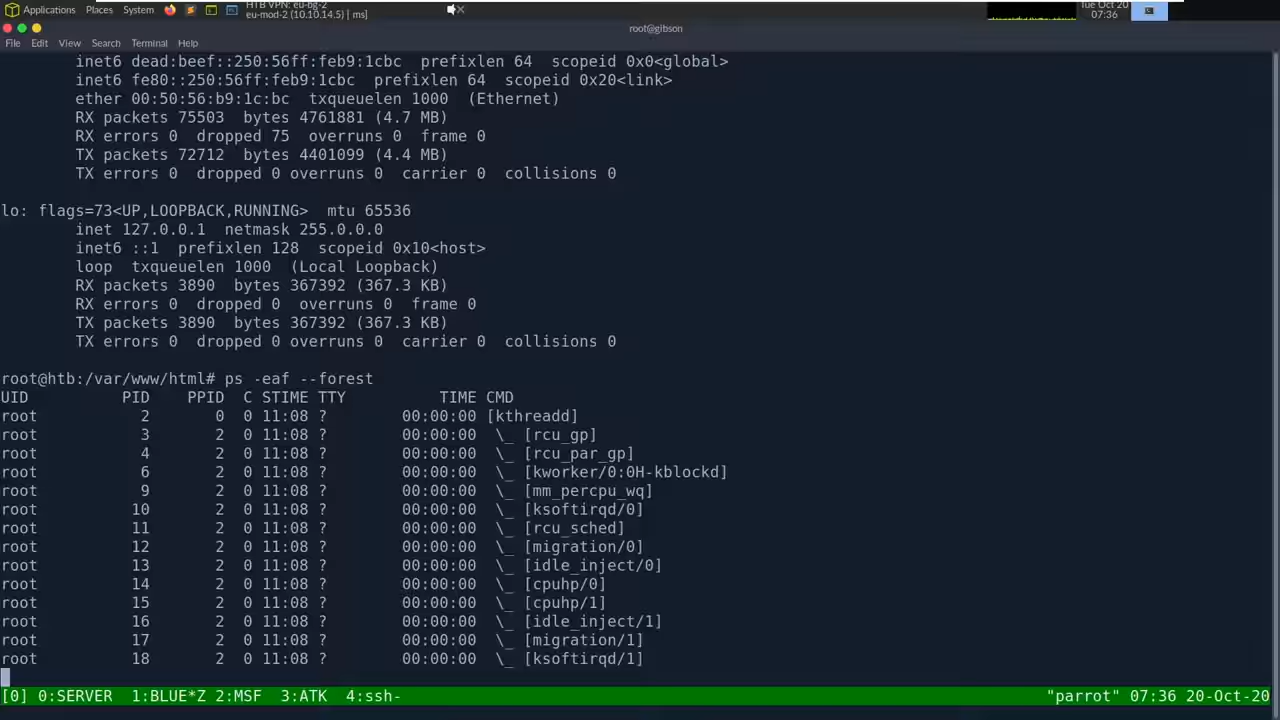 Applications Places System HTB VPN: eu-bg-2
eu-mod-2 (10.10.14.5) | ms]
Tue Oct 20
07:36
root@gibson
File Edit View Search Terminal Help
inet6 dead:beef::250:56ff:feb9:1cbc  prefixlen 64  scopeid 0x0<global>
inet6 fe80::250:56ff:feb9:1cbc  prefixlen 64  scopeid 0x20<link>
ether 00:50:56:b9:1c:bc  txqueuelen 1000  (Ethernet)
RX packets 75503  bytes 4761881 (4.7 MB)
RX errors 0  dropped 75  overruns 0  frame 0
TX packets 72712  bytes 4401099 (4.4 MB)
TX errors 0  dropped 0 overruns 0  carrier 0  collisions 0
lo: flags=73<UP,LOOPBACK,RUNNING>  mtu 65536
inet 127.0.0.1  netmask 255.0.0.0
inet6 ::1  prefixlen 128  scopeid 0x10<host>
loop  txqueuelen 1000  (Local Loopback)
RX packets 3890  bytes 367392 (367.3 KB)
RX errors 0  dropped 0  overruns 0  frame 0
TX packets 3890  bytes 367392 (367.3 KB)
TX errors 0  dropped 0 overruns 0  carrier 0  collisions 0
root@htb:/var/www/html# ps -eaf --forest
UID PID PPID C STIME TTY TIME CMD
root 2 0 0 11:08 ? 00:00:00 [kthreadd]
root 3 2 0 11:08 ? 00:00:00 \_ [rcu_gp]
root 4 2 0 11:08 ? 00:00:00 \_ [rcu_par_gp]
root 6 2 0 11:08 ? 00:00:00 \_ [kworker/0:0H-kblockd]
root 9 2 0 11:08 ? 00:00:00 \_ [mm_percpu_wq]
root 10 2 0 11:08 ? 00:00:00 \_ [ksoftirqd/0]
root 11 2 0 11:08 ? 00:00:00 \_ [rcu_sched]
root 12 2 0 11:08 ? 00:00:00 \_ [migration/0]
root 13 2 0 11:08 ? 00:00:00 \_ [idle_inject/0]
root 14 2 0 11:08 ? 00:00:00 \_ [cpuhp/0]
root 15 2 0 11:08 ? 00:00:00 \_ [cpuhp/1]
root 16 2 0 11:08 ? 00:00:00 \_ [idle_inject/1]
root 17 2 0 11:08 ? 00:00:00 \_ [migration/1]
root 18 2 0 11:08 ? 00:00:00 \_ [ksoftirqd/1]
[0] 0:SERVER  1:BLUE*Z 2:MSF  3:ATK  4:ssh- "parrot" 07:36 20-Oct-20